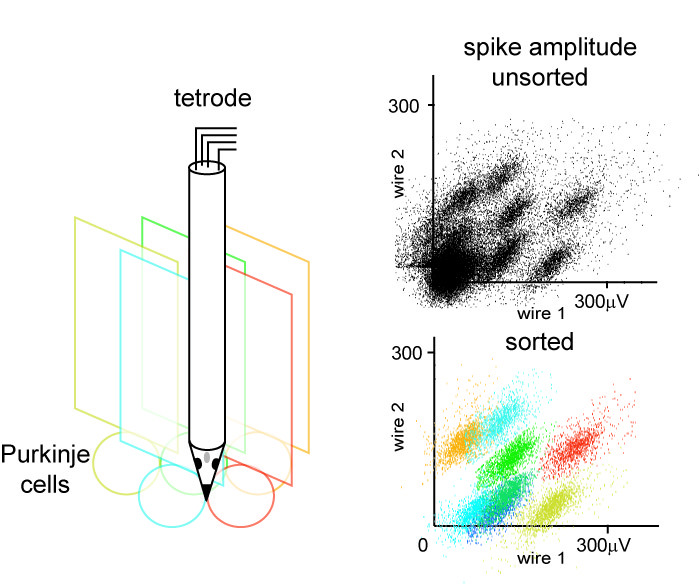 tetrode
Purkinje
cells
spike amplitude
unsorted
300
wire 2
300µV
wire 1
sorted
300
wire 2
0
300µV
wire 1